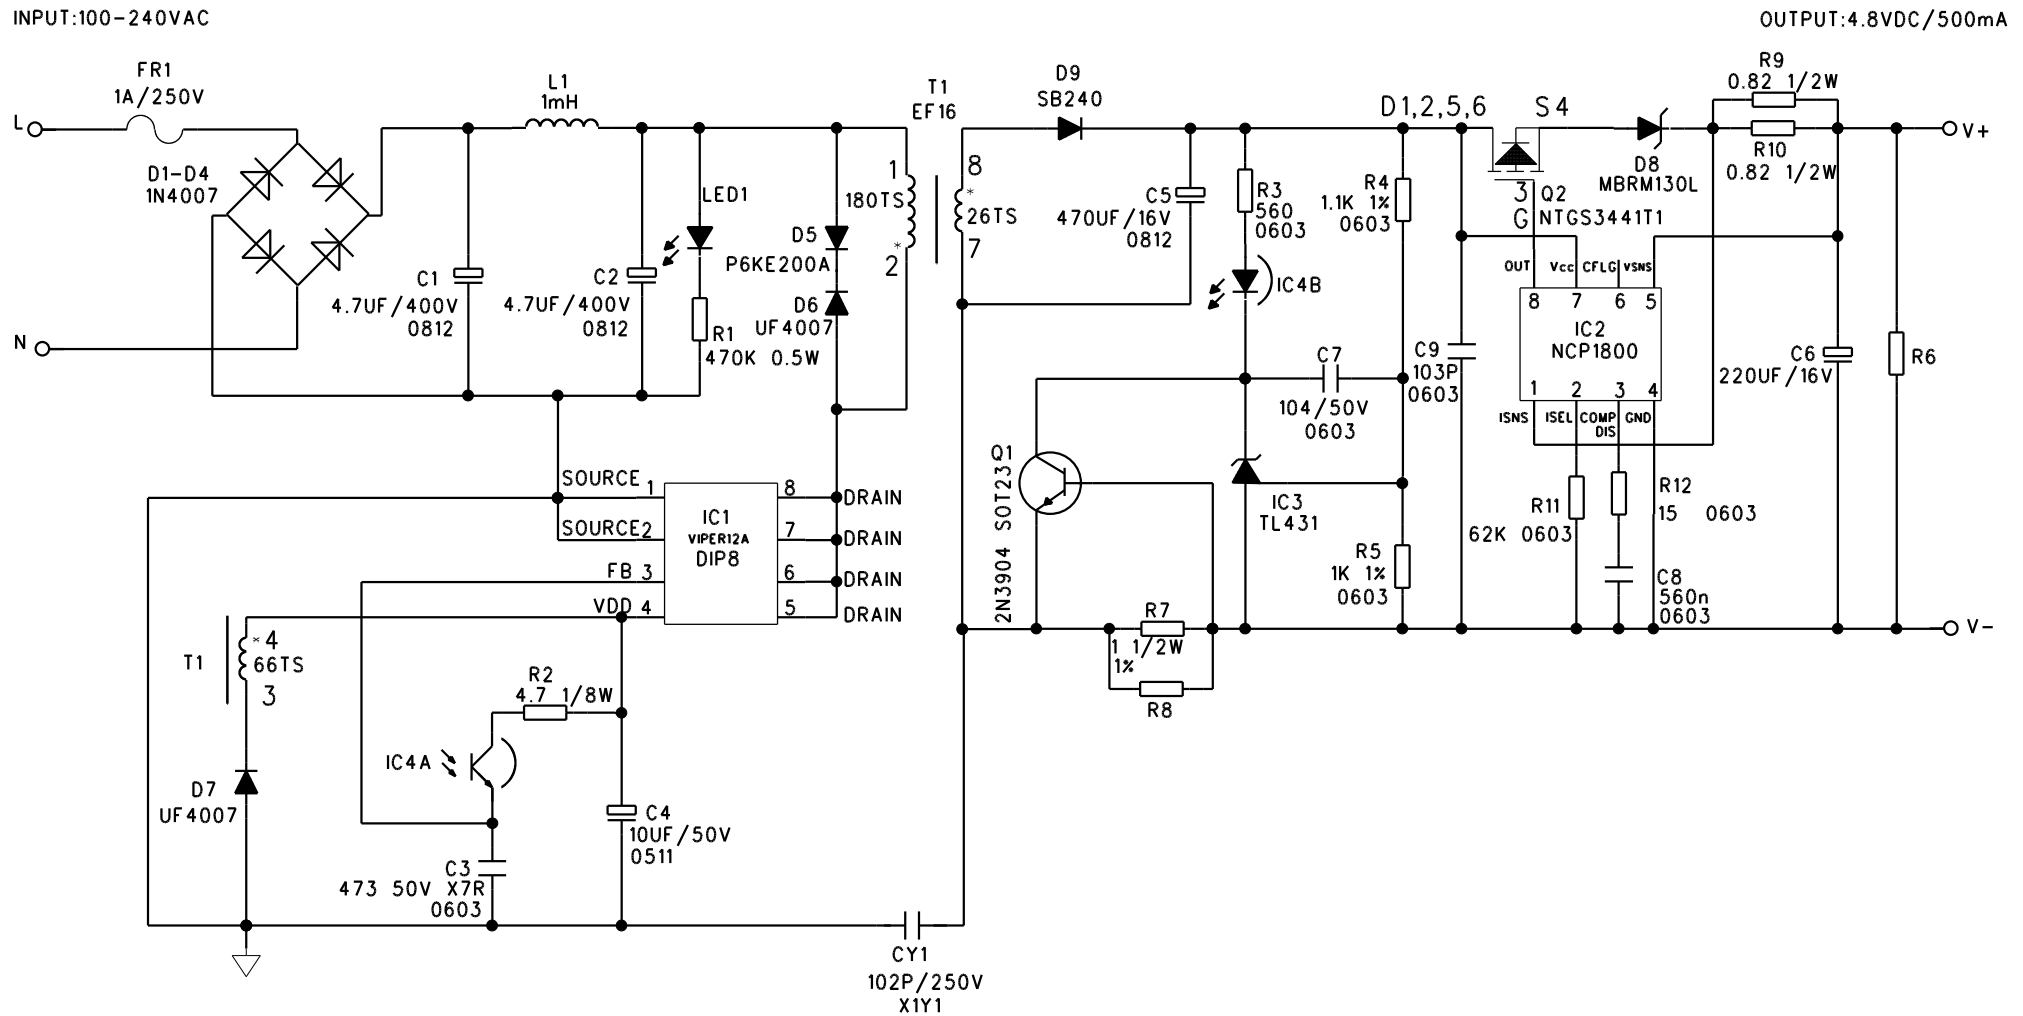 INPUT:100-240VAC
OUTPUT:4.8VDC/500mA
FR1
1A/250V
L
N
D1-D4
1N4007
L1
1mH
C1
4.7UF/400V
0812
C2
4.7UF/400V
0812
LED1
R1
470K 0.5W
D5
P6KE200A
D6
UF4007
T1
EF16
1
180TS
*
2
8
*
26TS
7
D9
SB240
C5
470UF/16V
0812
R3
560
0603
IC4B
R4
1.1K 1%
0603
C7
104/50V
0603
C9
103P
0603
D1,2,5,6
S4
3
G
Q2
NTGS3441T1
D8
MBRM130L
R9
0.82 1/2W
R10
0.82 1/2W
V+
OUT
Vcc
CFLG
VSNS
8
7
6
5
IC2
NCP1800
1
2
3
4
ISNS
ISEL
COMP
DIS
GND
C6
220UF/16V
R6
Q1
2N3904 SOT23
IC3
TL431
R5
1K 1%
0603
R11
62K 0603
R12
15 0603
C8
560n
0603
V-
R7
1 1/2W
1%
R8
SOURCE
1
SOURCE
2
FB
3
VDD
4
IC1
VIPER12A
DIP8
8
DRAIN
7
DRAIN
6
DRAIN
5
DRAIN
T1
*
4
66TS
3
D7
UF4007
R2
4.7 1/8W
IC4A
C3
473 50V X7R
0603
C4
10UF/50V
0511
CY1
102P/250V
X1Y1